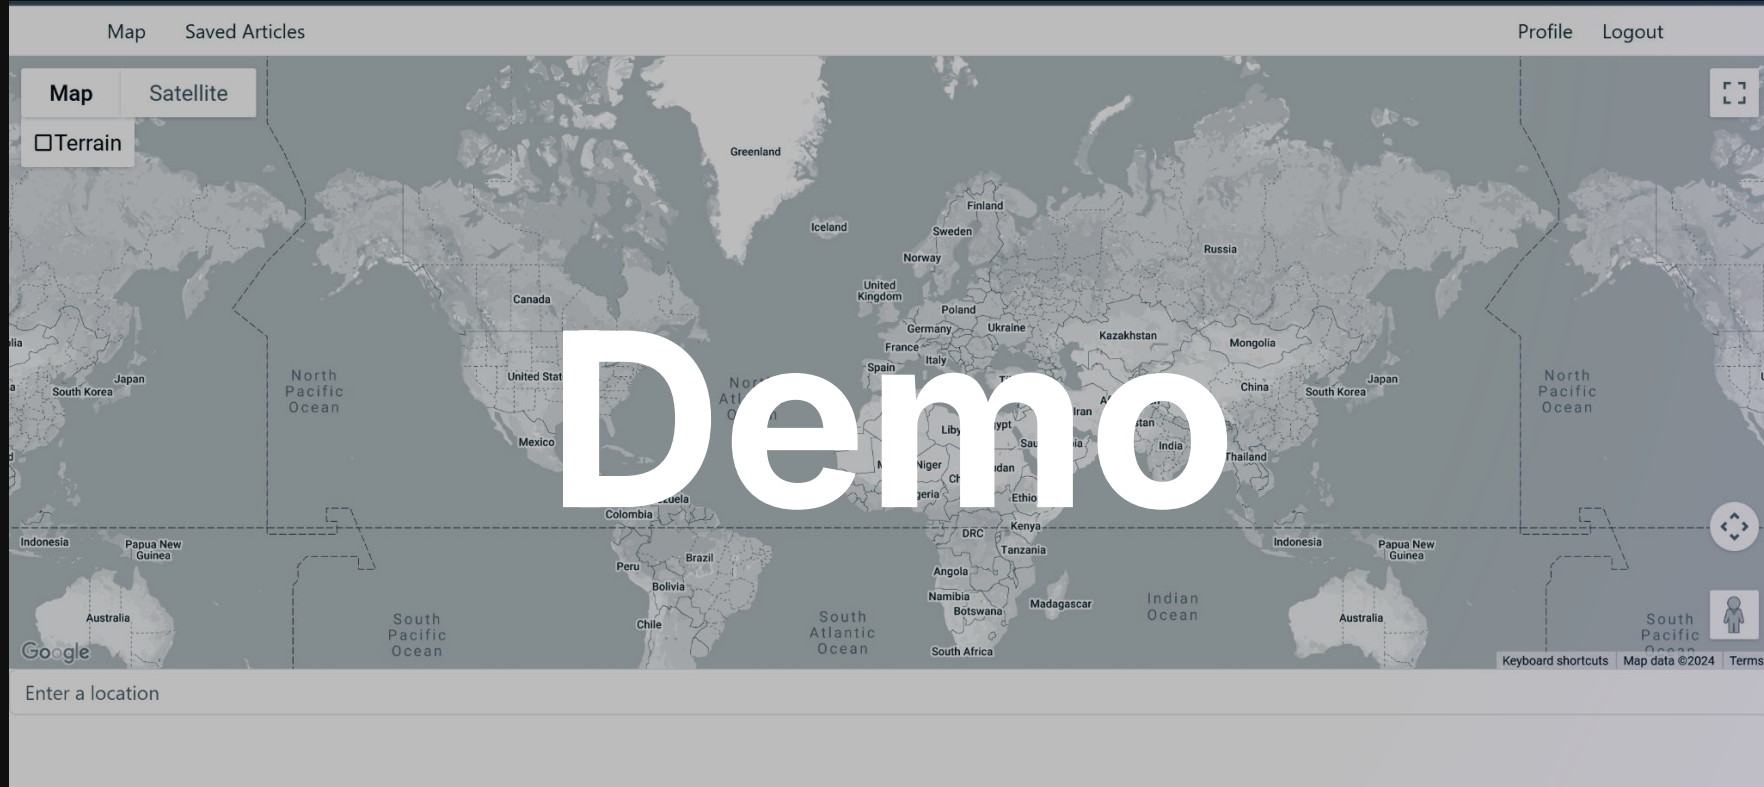 Map Saved Articles Profile Logout
Map Satellite
Terrain
Greenland
Finland
Iceland
Sweden
Russia
Norway
United
Kingdom
Canada
Poland
Germany
Ukraine
Kazakhstan
Mongolia
France
Italy
Spain
North
Pacific
Ocean
South Korea
Japan
China
South Korea
Japan
North
Pacific
Ocean
Demo
Iran
India
Mexico
Niger
Thailand
Colombia
Kenya
DRC
Indonesia
Papua New
Guinea
Indonesia
Papua New
Guinea
Tanzania
Brazil
Peru
Angola
Bolivia
Namibia
Madagascar
Botswana
Indian
Ocean
Australia
Chile
South
Pacific
Ocean
South
Atlantic
Ocean
Australia
South
Pacific
South Africa
Google
Keyboard shortcuts Map data ©2024 Terms
Enter a location